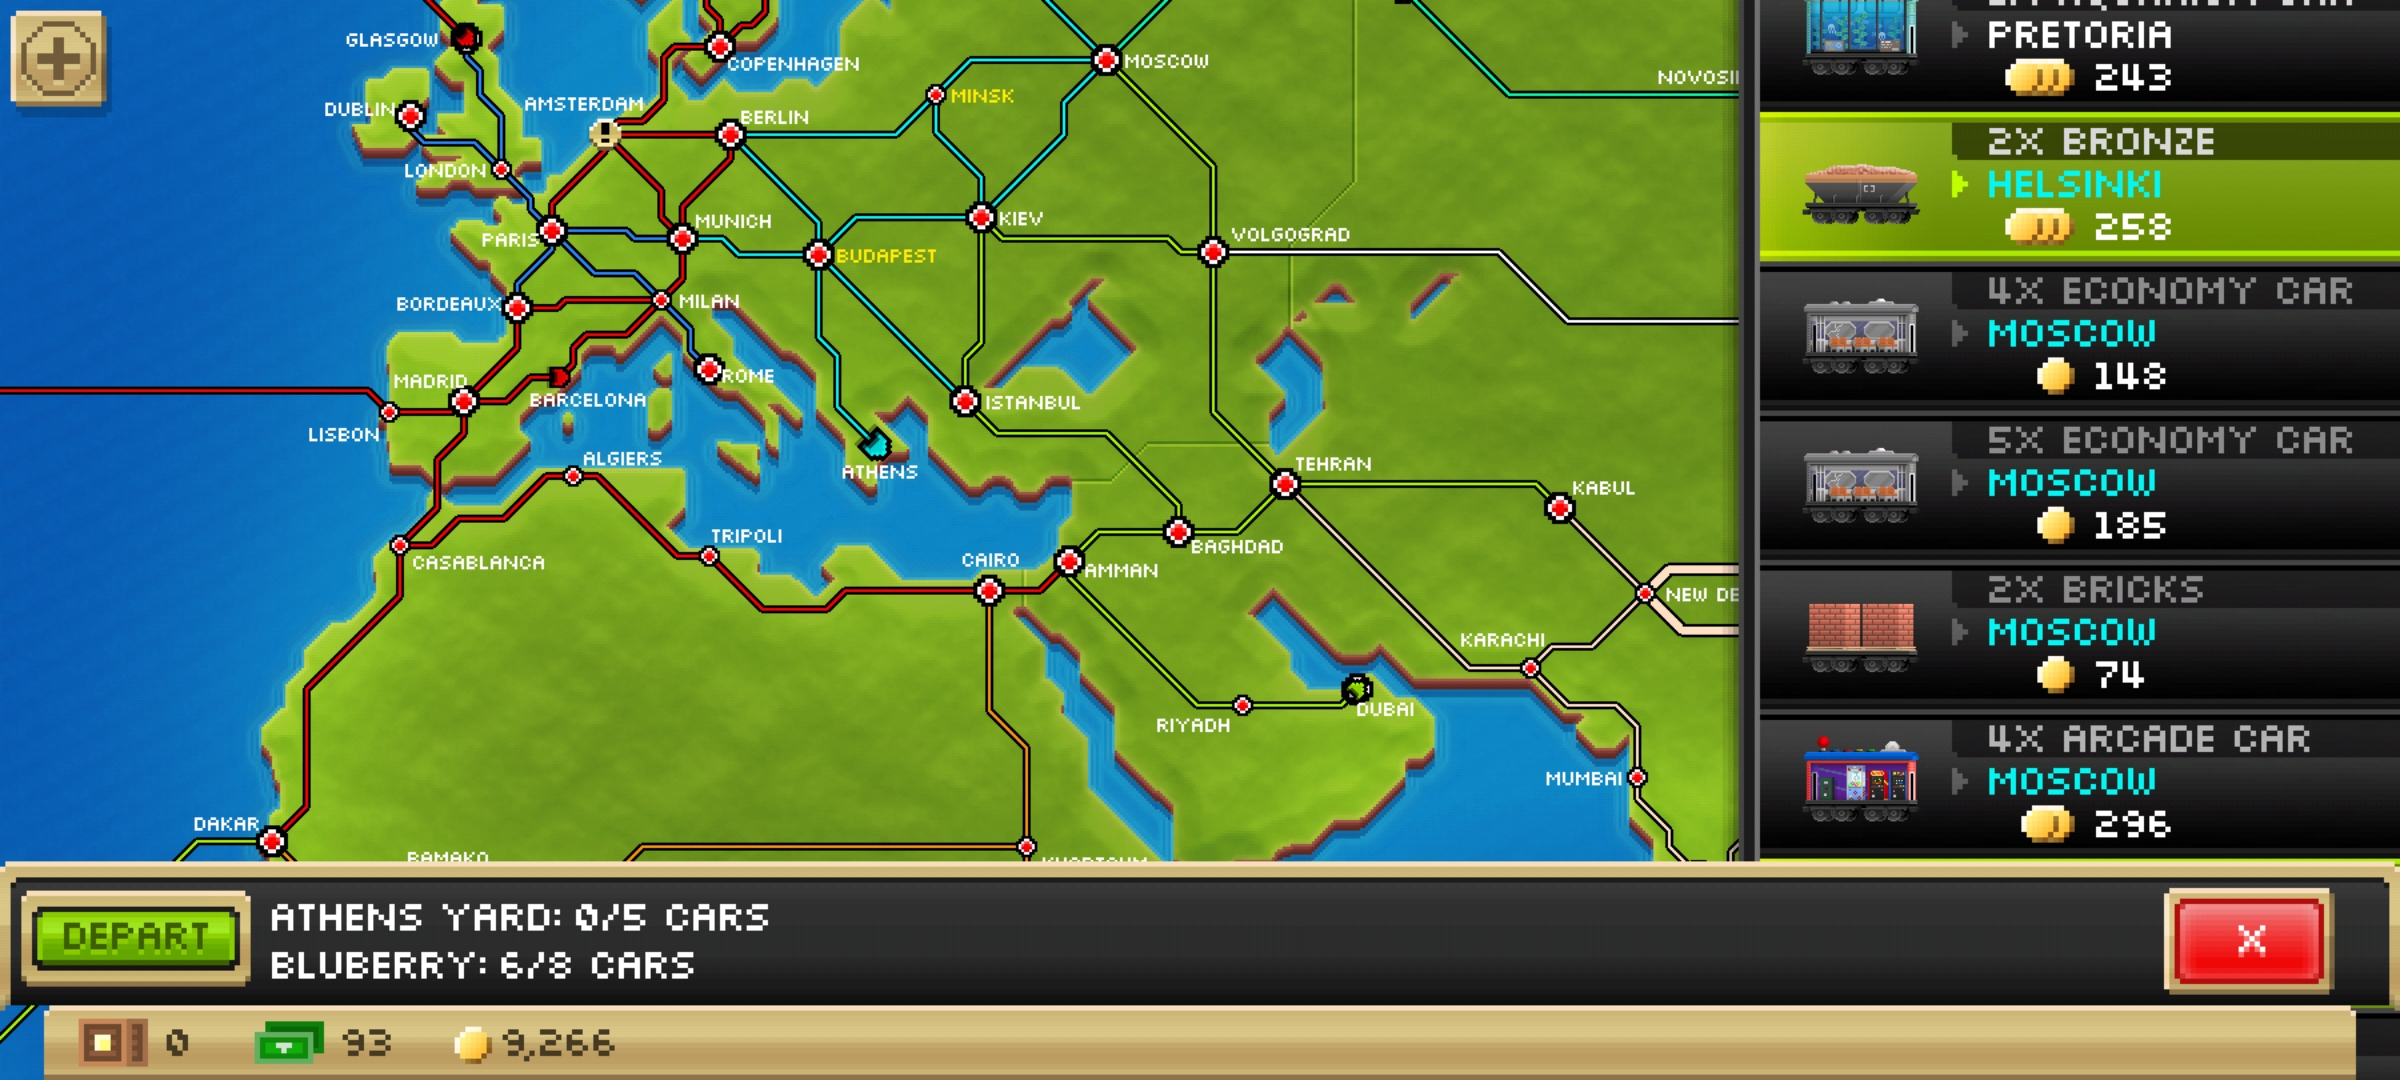 GLASGOW
COPENHAGEN
MOSCOW
DUBLIN
AMSTERDAM
BERLIN
MINSK
LONDON
PARIS
MUNICH
KIEV
BUDAPEST
VOLGOGRAD
BORDEAUX
MILAN
MADRID
ROME
BARCELONA
ISTANBUL
LISBON
ATHENS
ALGIERS
TEHRAN
KABUL
TRIPOLI
BAGHDAD
CASABLANCA
CAIRO
AMMAN
NEW DE
KARACHI
RIYADH
DUBAI
MUMBAI
DAKAR
BAMAKO
PRETORIA
243
2X BRONZE
HELSINKI
258
4X ECONOMY CAR
MOSCOW
148
5X ECONOMY CAR
MOSCOW
185
2X BRICKS
MOSCOW
74
4X ARCADE CAR
MOSCOW
296
DEPART
ATHENS YARD: 0/5 CARS
BLUBERRY: 6/8 CARS
X
0
93
9,266